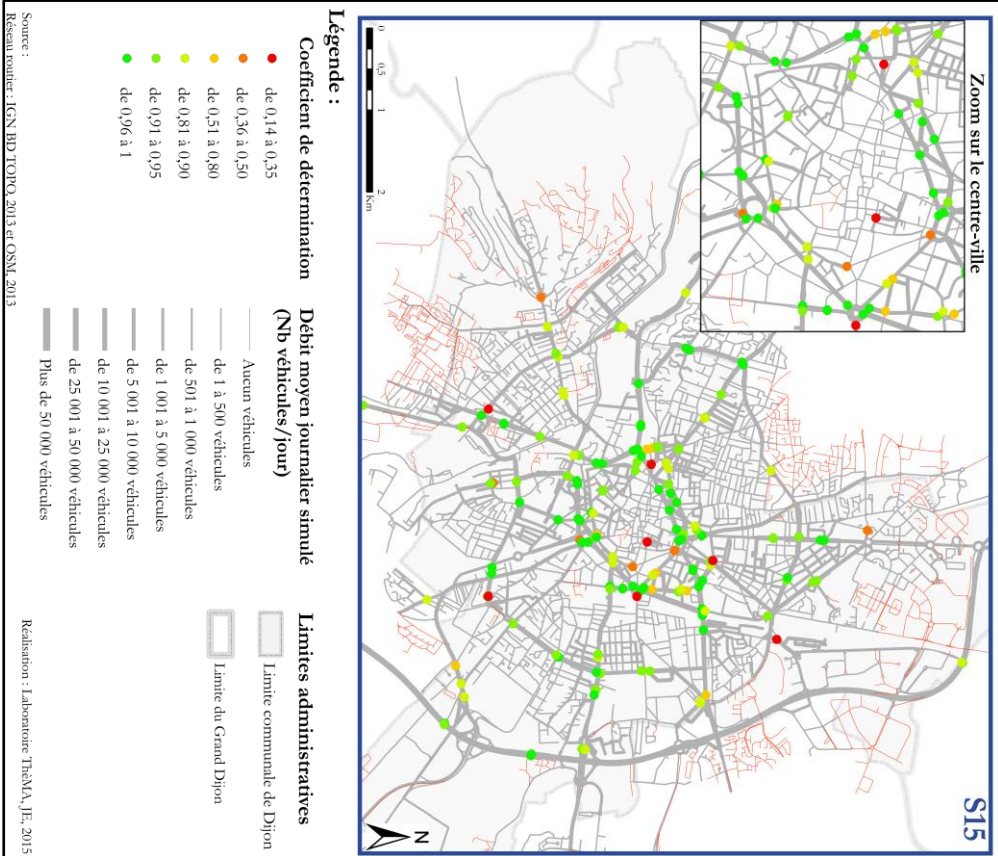 S15
Zoom sur le centre-ville
0 0,5 1 2
Km
N
Légende :
Coefficient de détermination
de 0,14 à 0,35
de 0,36 à 0,50
de 0,51 à 0,80
de 0,81 à 0,90
de 0,91 à 0,95
de 0,96 à 1
Débit moyen journalier simulé
(Nb véhicules/jour)
Aucun véhicules
de 1 à 500 véhicules
de 501 à 1 000 véhicules
de 1 001 à 5 000 véhicules
de 5 001 à 10 000 véhicules
de 10 001 à 25 000 véhicules
de 25 001 à 50 000 véhicules
Plus de 50 000 véhicules
Limites administratives
Limite communale de Dijon
Limite du Grand Dijon
Source :
Réseau routier : IGN BD TOPO, 2013 et OSM, 2013
Réalisation : Laboratoire ThéMA, JE, 2015